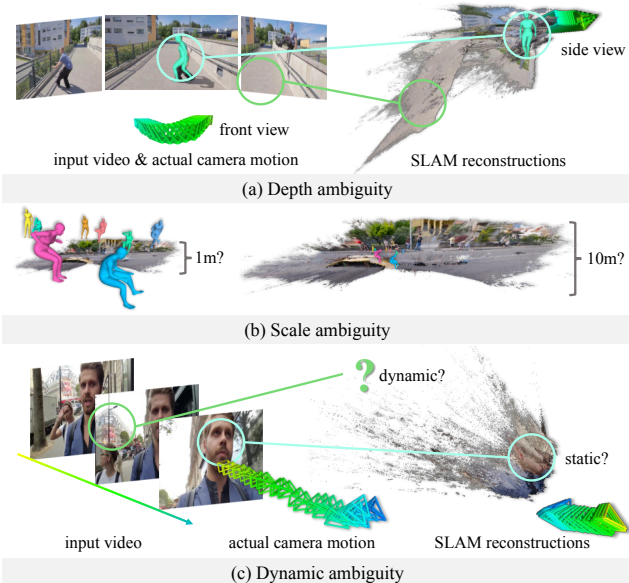 side view
front view
input video & actual camera motion
SLAM reconstructions
(a) Depth ambiguity
1m?
10m?
(b) Scale ambiguity
? dynamic?
static?
input video
actual camera motion
SLAM reconstructions
(c) Dynamic ambiguity